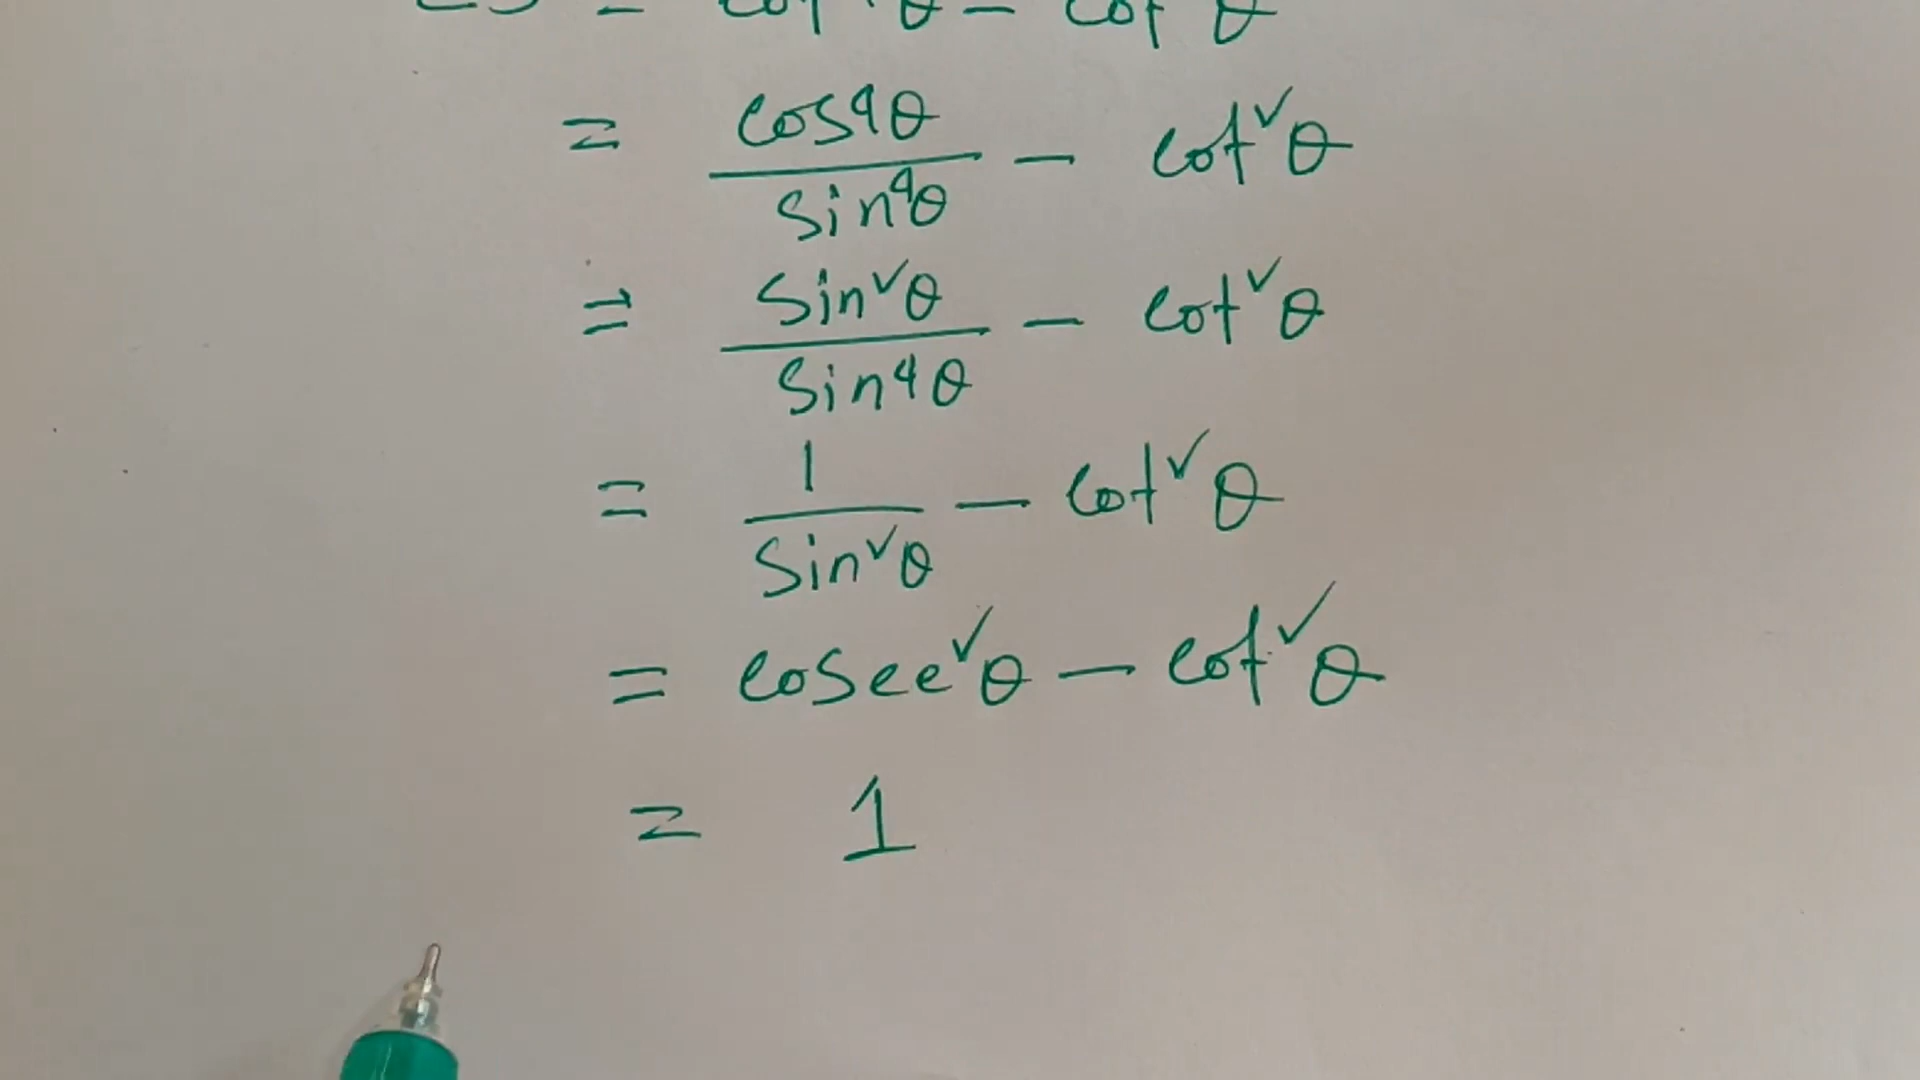 = cos⁴θ / sin⁴θ − cot²θ
= sin²θ / sin⁴θ − cot²θ
= 1 / sin²θ − cot²θ
= cosec²θ − cot²θ
= 1